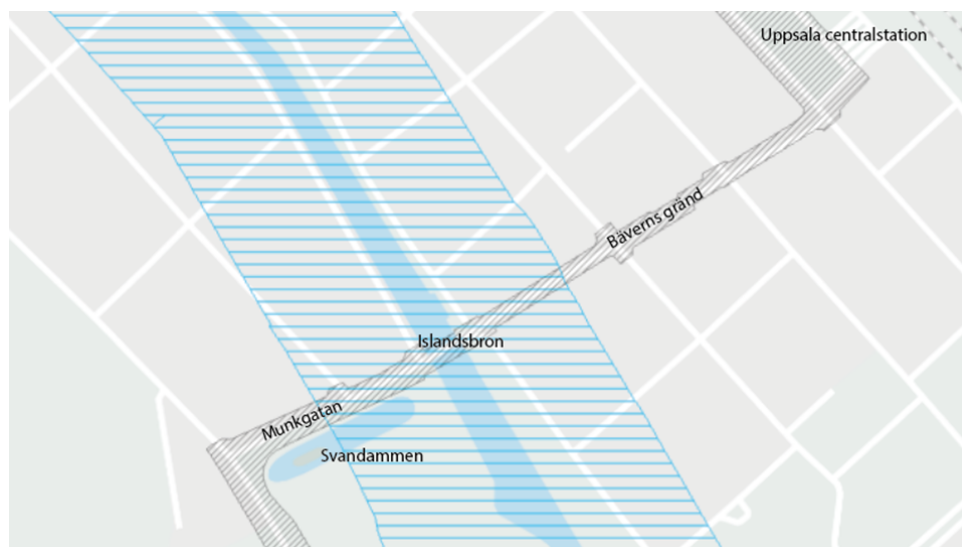 Uppsala centralstation
Bäverns gränd
Islandsbron
Munkgatan
Svandammen